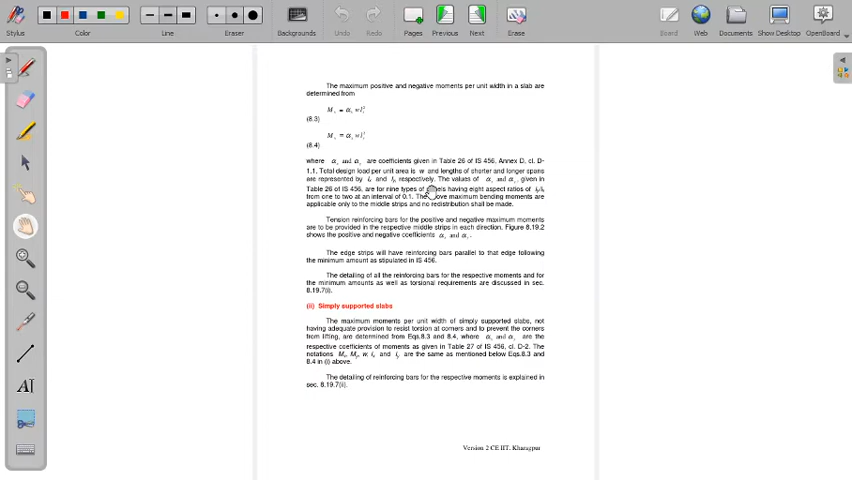 Stylus
Color
Line
Eraser
Backgrounds
Undo
Redo
Pages
Previous
Next
Erase
Board
Web
Documents
Show Desktop
OpenBoard
The maximum positive and negative moments per unit width in a slab are
determined from
(8.3)
(8.4)
where αx and αy are coefficients given in Table 26 of IS 456, Annex D, cl. D-
1.1. Total design load per unit area is w and lengths of shorter and longer spans
are represented by lx and ly, respectively. The values of αx and αy, given in
Table 26 of IS 456, are for nine types of panels having eight aspect ratios of ly/lx
from one to two at an interval of 0.1. The above maximum bending moments are
applicable only to the middle strips and no redistribution shall be made.
Tension reinforcing bars for the positive and negative maximum moments
are to be provided in the respective middle strips in each direction. Figure 8.19.2
shows the positive and negative coefficients αx and αy.
The edge strips will have reinforcing bars parallel to that edge following
the minimum amount as stipulated in IS 456.
The detailing of all the reinforcing bars for the respective moments and for
the minimum amounts as well as torsional requirements are discussed in sec.
8.19.7(i).
(ii) Simply supported slabs
The maximum moments per unit width of simply supported slabs, not
having adequate provision to resist torsion at corners and to prevent the corners
from lifting, are determined from Eqs.8.3 and 8.4, where αx and αy are the
respective coefficients of moments as given in Table 27 of IS 456, cl. D-2. The
notations Mx, My, w, lx and ly are the same as mentioned below Eqs.8.3 and
8.4 in (i) above.
The detailing of reinforcing bars for the respective moments is explained in
sec. 8.19.7(ii).
Version 2 CE IIT, Kharagpur